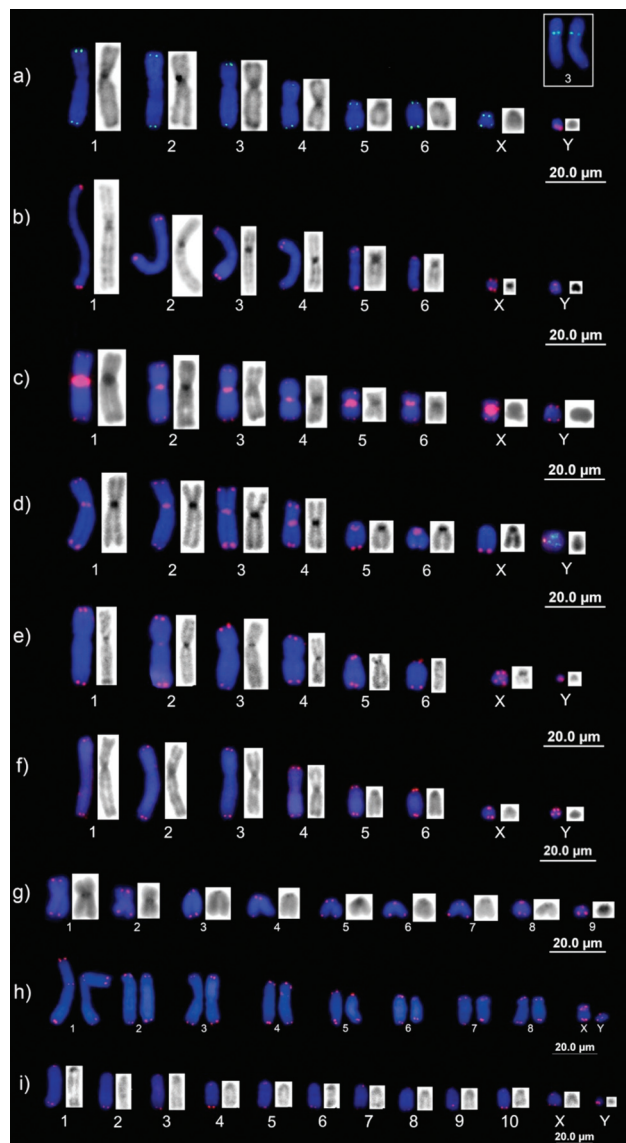 3
a)
1 2 3 4 5 6 X Y
20.0 µm
b)
1 2 3 4 5 6 X Y
20.0 µm
c)
1 2 3 4 5 6 X Y
20.0 µm
d)
1 2 3 4 5 6 X Y
20.0 µm
e)
1 2 3 4 5 6 X Y
20.0 µm
f)
1 2 3 4 5 6 X Y
20.0 µm
g)
1 2 3 4 5 6 7 8 9
20.0 µm
h)
1 2 3 4 5 6 7 8 X Y
20.0 µm
i)
1 2 3 4 5 6 7 8 9 10 X Y
20.0 µm